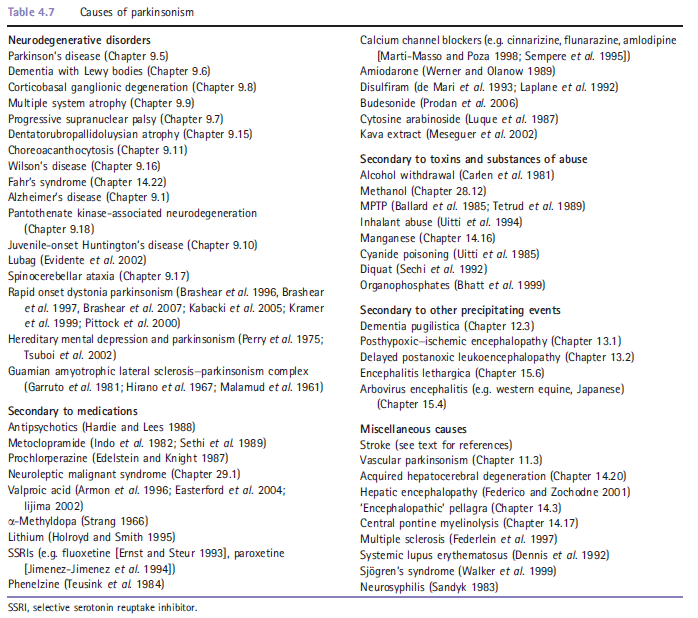 Table 4.7 Causes of parkinsonism
Neurodegenerative disorders
Parkinson's disease (Chapter 9.5)
Dementia with Lewy bodies (Chapter 9.6)
Corticobasal ganglionic degeneration (Chapter 9.8)
Multiple system atrophy (Chapter 9.9)
Progressive supranuclear palsy (Chapter 9.7)
Dentatorubropallidoluysian atrophy (Chapter 9.15)
Choreoacanthocytosis (Chapter 9.11)
Wilson's disease (Chapter 9.16)
Fahr's syndrome (Chapter 14.22)
Alzheimer's disease (Chapter 9.1)
Pantothenate kinase-associated neurodegeneration
(Chapter 9.18)
Juvenile-onset Huntington's disease (Chapter 9.10)
Lubag (Evidente et al. 2002)
Spinocerebellar ataxia (Chapter 9.17)
Rapid onset dystonia parkinsonism (Brashear et al. 1996, Brashear
et al. 1997, Brashear et al. 2007; Kabacki et al. 2005; Kramer
et al. 1999; Pittock et al. 2000)
Hereditary mental depression and parkinsonism (Perry et al. 1975;
Tsuboi et al. 2002)
Guamian amyotrophic lateral sclerosis–parkinsonism complex
(Garruto et al. 1981; Hirano et al. 1967; Malamud et al. 1961)
Secondary to medications
Antipsychotics (Hardie and Lees 1988)
Metoclopramide (Indo et al. 1982; Sethi et al. 1989)
Prochlorperazine (Edelstein and Knight 1987)
Neuroleptic malignant syndrome (Chapter 29.1)
Valproic acid (Armon et al. 1996; Easterford et al. 2004;
Iijima 2002)
α-Methyldopa (Strang 1966)
Lithium (Holroyd and Smith 1995)
SSRIs (e.g. fluoxetine [Ernst and Steur 1993], paroxetine
[Jimenez-Jimenez et al. 1994])
Phenelzine (Teusink et al. 1984)
Calcium channel blockers (e.g. cinnarizine, flunarazine, amlodipine
[Marti-Masso and Poza 1998; Sempere et al. 1995])
Amiodarone (Werner and Olanow 1989)
Disulfiram (de Mari et al. 1993; Laplane et al. 1992)
Budesonide (Prodan et al. 2006)
Cytosine arabinoside (Luque et al. 1987)
Kava extract (Meseguer et al. 2002)
Secondary to toxins and substances of abuse
Alcohol withdrawal (Carlen et al. 1981)
Methanol (Chapter 28.12)
MPTP (Ballard et al. 1985; Tetrud et al. 1989)
Inhalant abuse (Uitti et al. 1994)
Manganese (Chapter 14.16)
Cyanide poisoning (Uitti et al. 1985)
Diquat (Sechi et al. 1992)
Organophosphates (Bhatt et al. 1999)
Secondary to other precipitating events
Dementia pugilistica (Chapter 12.3)
Posthypoxic–ischemic encephalopathy (Chapter 13.1)
Delayed postanoxic leukoencephalopathy (Chapter 13.2)
Encephalitis lethargica (Chapter 15.6)
Arbovirus encephalitis (e.g. western equine, Japanese)
(Chapter 15.4)
Miscellaneous causes
Stroke (see text for references)
Vascular parkinsonism (Chapter 11.3)
Acquired hepatocerebral degeneration (Chapter 14.20)
Hepatic encephalopathy (Federico and Zochodne 2001)
'Encephalopathic' pellagra (Chapter 14.3)
Central pontine myelinolysis (Chapter 14.17)
Multiple sclerosis (Federlein et al. 1997)
Systemic lupus erythematosus (Dennis et al. 1992)
Sjögren's syndrome (Walker et al. 1999)
Neurosyphilis (Sandyk 1983)
SSRI, selective serotonin reuptake inhibitor.